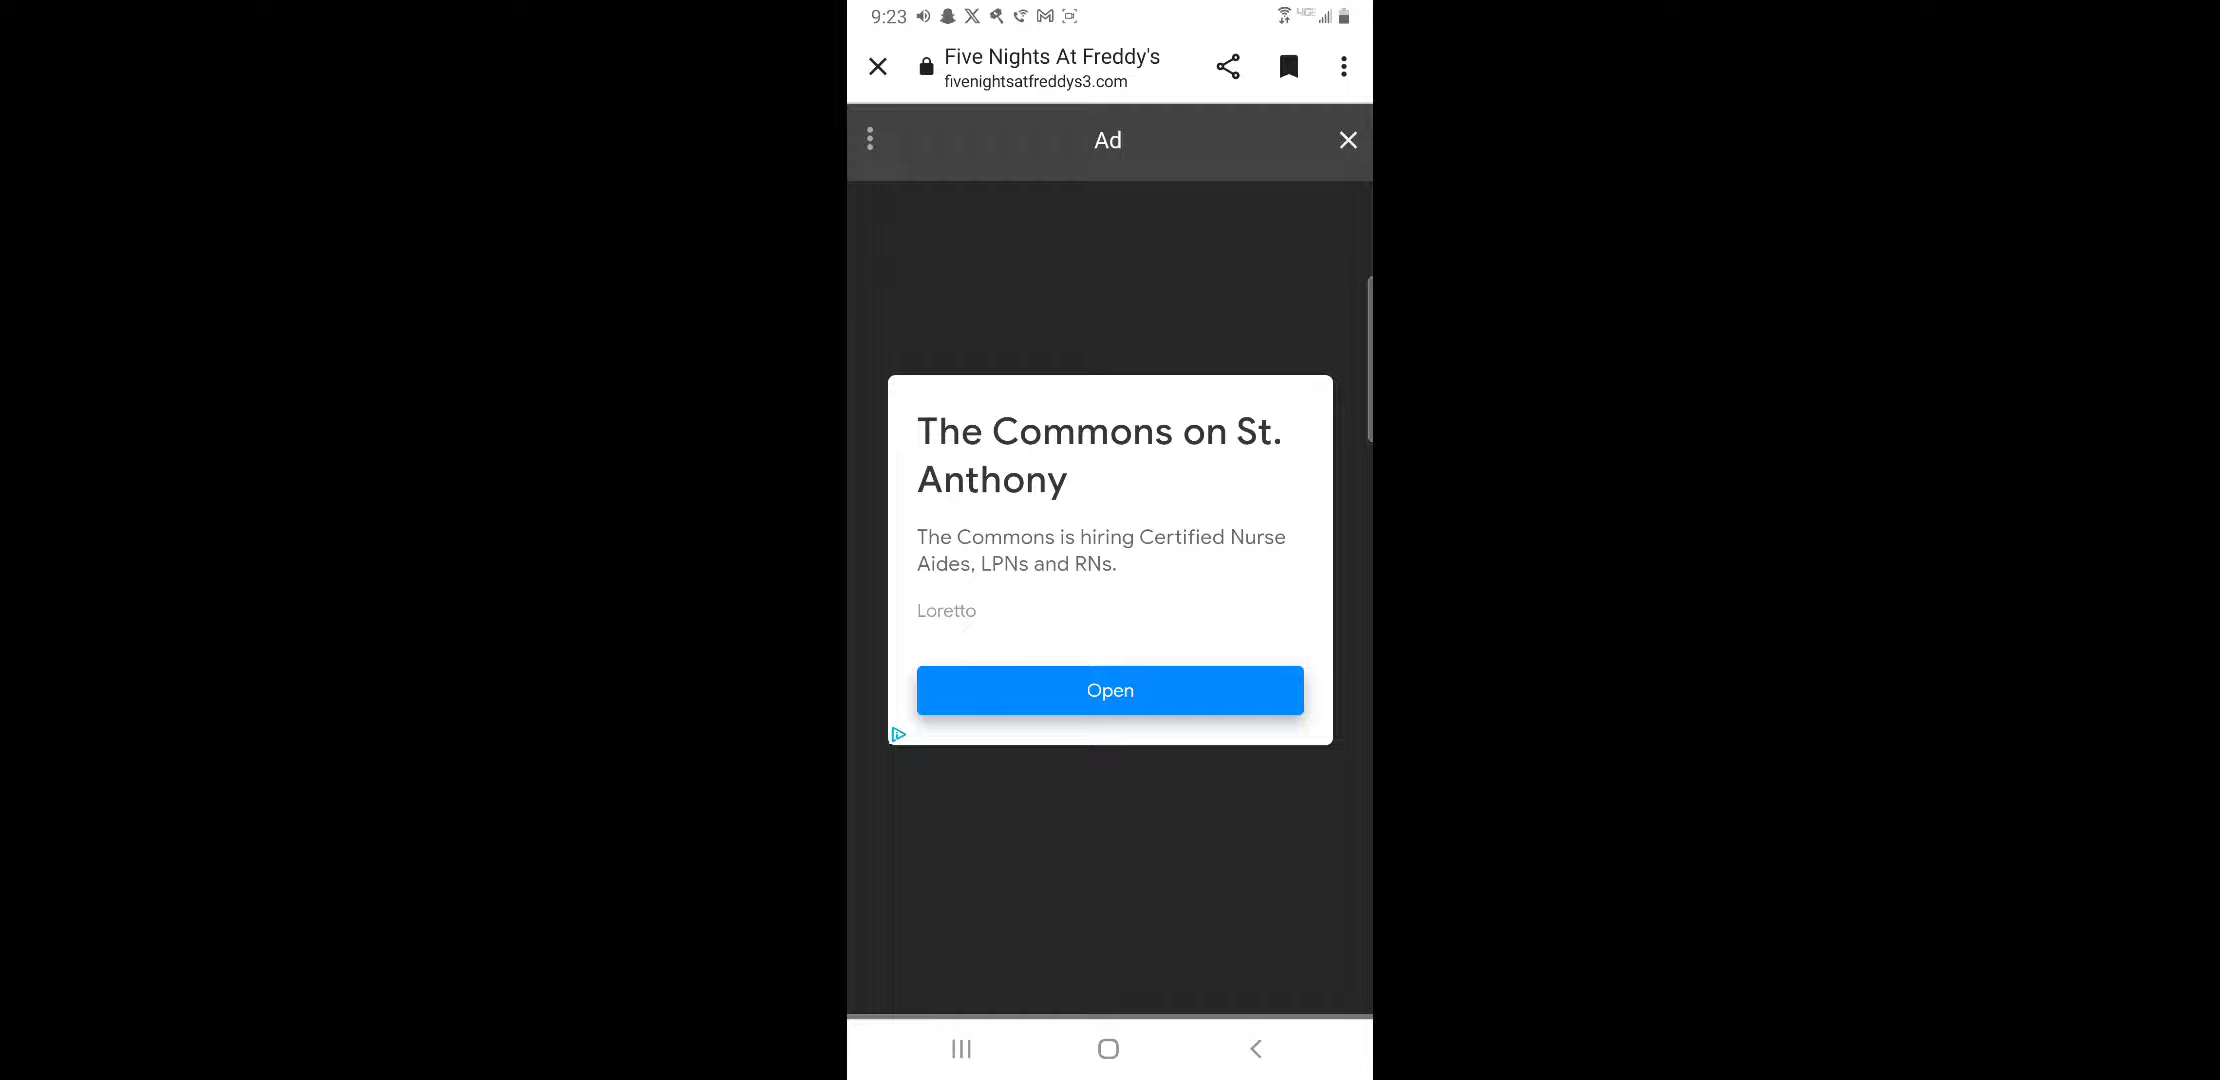 9:23
Five Nights At Freddy's
fivenightsatfreddys3.com
Ad
The Commons on St.
Anthony
The Commons is hiring Certified Nurse
Aides, LPNs and RNs.
Loretto
Open